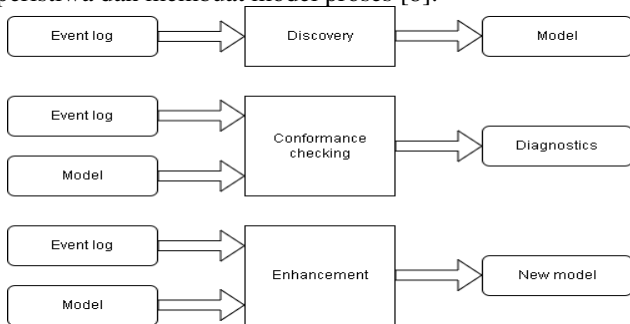 peristiwa dan membuat model proses [8].
Event log
Discovery
Model
Event log
Model
Conformance
checking
Diagnostics
Event log
Model
Enhancement
New model